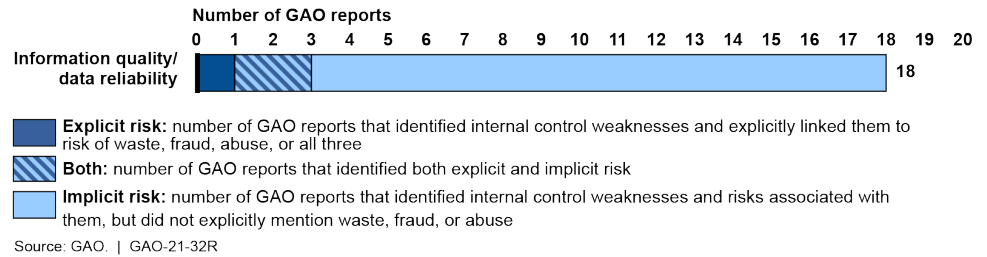 Number of GAO reports
0 1 2 3 4 5 6 7 8 9 10 11 12 13 14 15 16 17 18 19 20
Information quality/
data reliability
18
Explicit risk: number of GAO reports that identified internal control weaknesses and explicitly linked them to
risk of waste, fraud, abuse, or all three
Both: number of GAO reports that identified both explicit and implicit risk
Implicit risk: number of GAO reports that identified internal control weaknesses and risks associated with
them, but did not explicitly mention waste, fraud, or abuse
Source: GAO. | GAO-21-32R